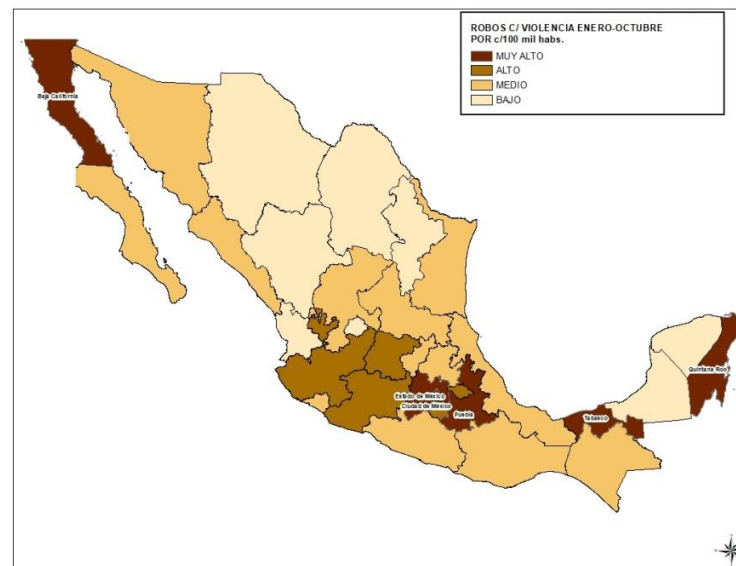 ROBOS C/ VIOLENCIA ENERO-OCTUBRE
POR c/100 mil habs.
MUY ALTO
ALTO
MEDIO
BAJO
Baja California
Quintana Roo
Estado de México
Ciudad de México
Puebla
Tabasco